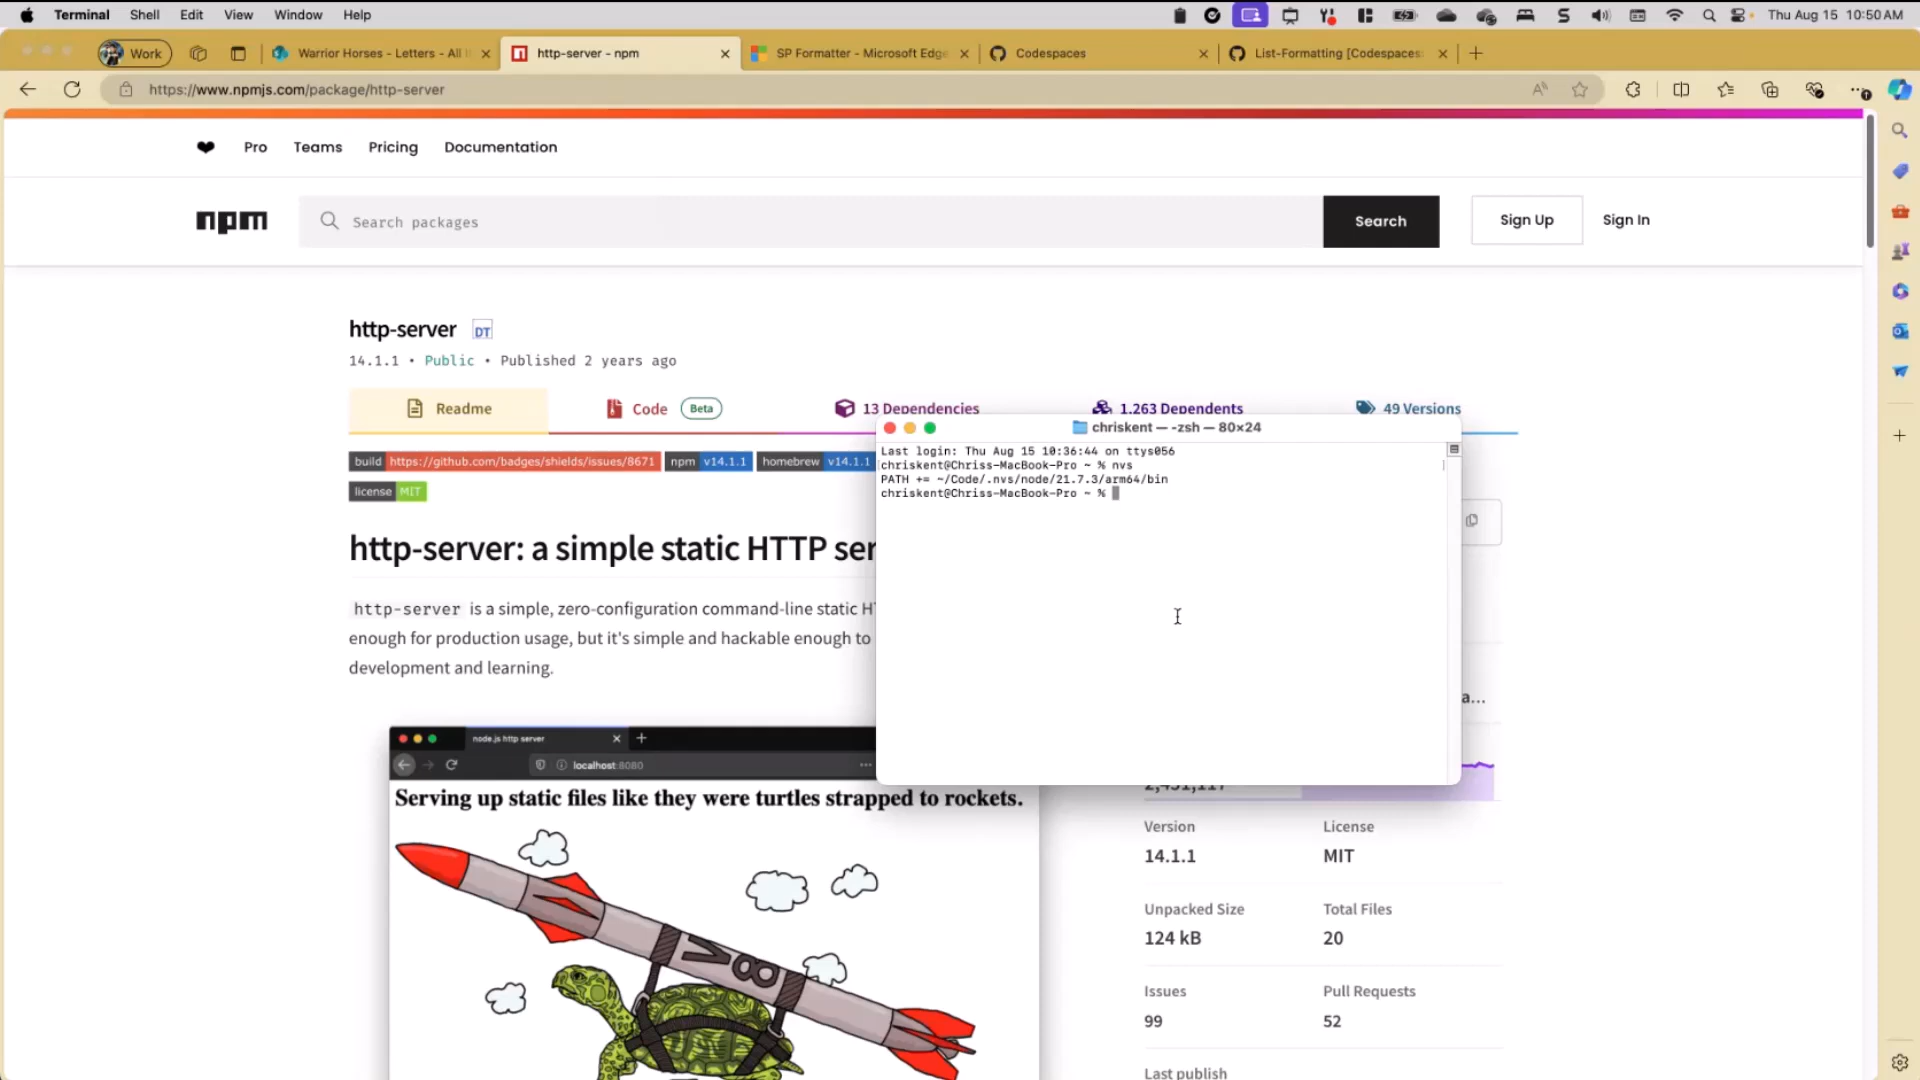 Terminal Shell Edit View Window Help
Thu Aug 15 10:50 AM
Work
Warrior Horses - Letters - All
http-server - npm
SP Formatter - Microsoft Edge
Codespaces
List-Formatting [Codespaces:
https://www.npmjs.com/package/http-server
Pro Teams Pricing Documentation
npm
Search packages
Search
Sign Up
Sign In
http-server DT
14.1.1 • Public • Published 2 years ago
Readme
Code Beta
13 Dependencies
1,263 Dependents
49 Versions
build https://github.com/badges/shields/issues/8671 npm v14.1.1 homebrew v14.1.1
license MIT
http-server: a simple static HTTP ser
http-server is a simple, zero-configuration command-line static H
enough for production usage, but it's simple and hackable enough to
development and learning.
chriskent — -zsh — 80×24
Last login: Thu Aug 15 10:36:44 on ttys056
chriskent@Chriss-MacBook-Pro ~ % nvs
PATH += ~/Code/.nvs/node/21.7.3/arm64/bin
chriskent@Chriss-MacBook-Pro ~ %
a...
node.js http server
localhost:8080
Serving up static files like they were turtles strapped to rockets.
V8
Version License
14.1.1 MIT
Unpacked Size Total Files
124 kB 20
Issues Pull Requests
99 52
Last publish